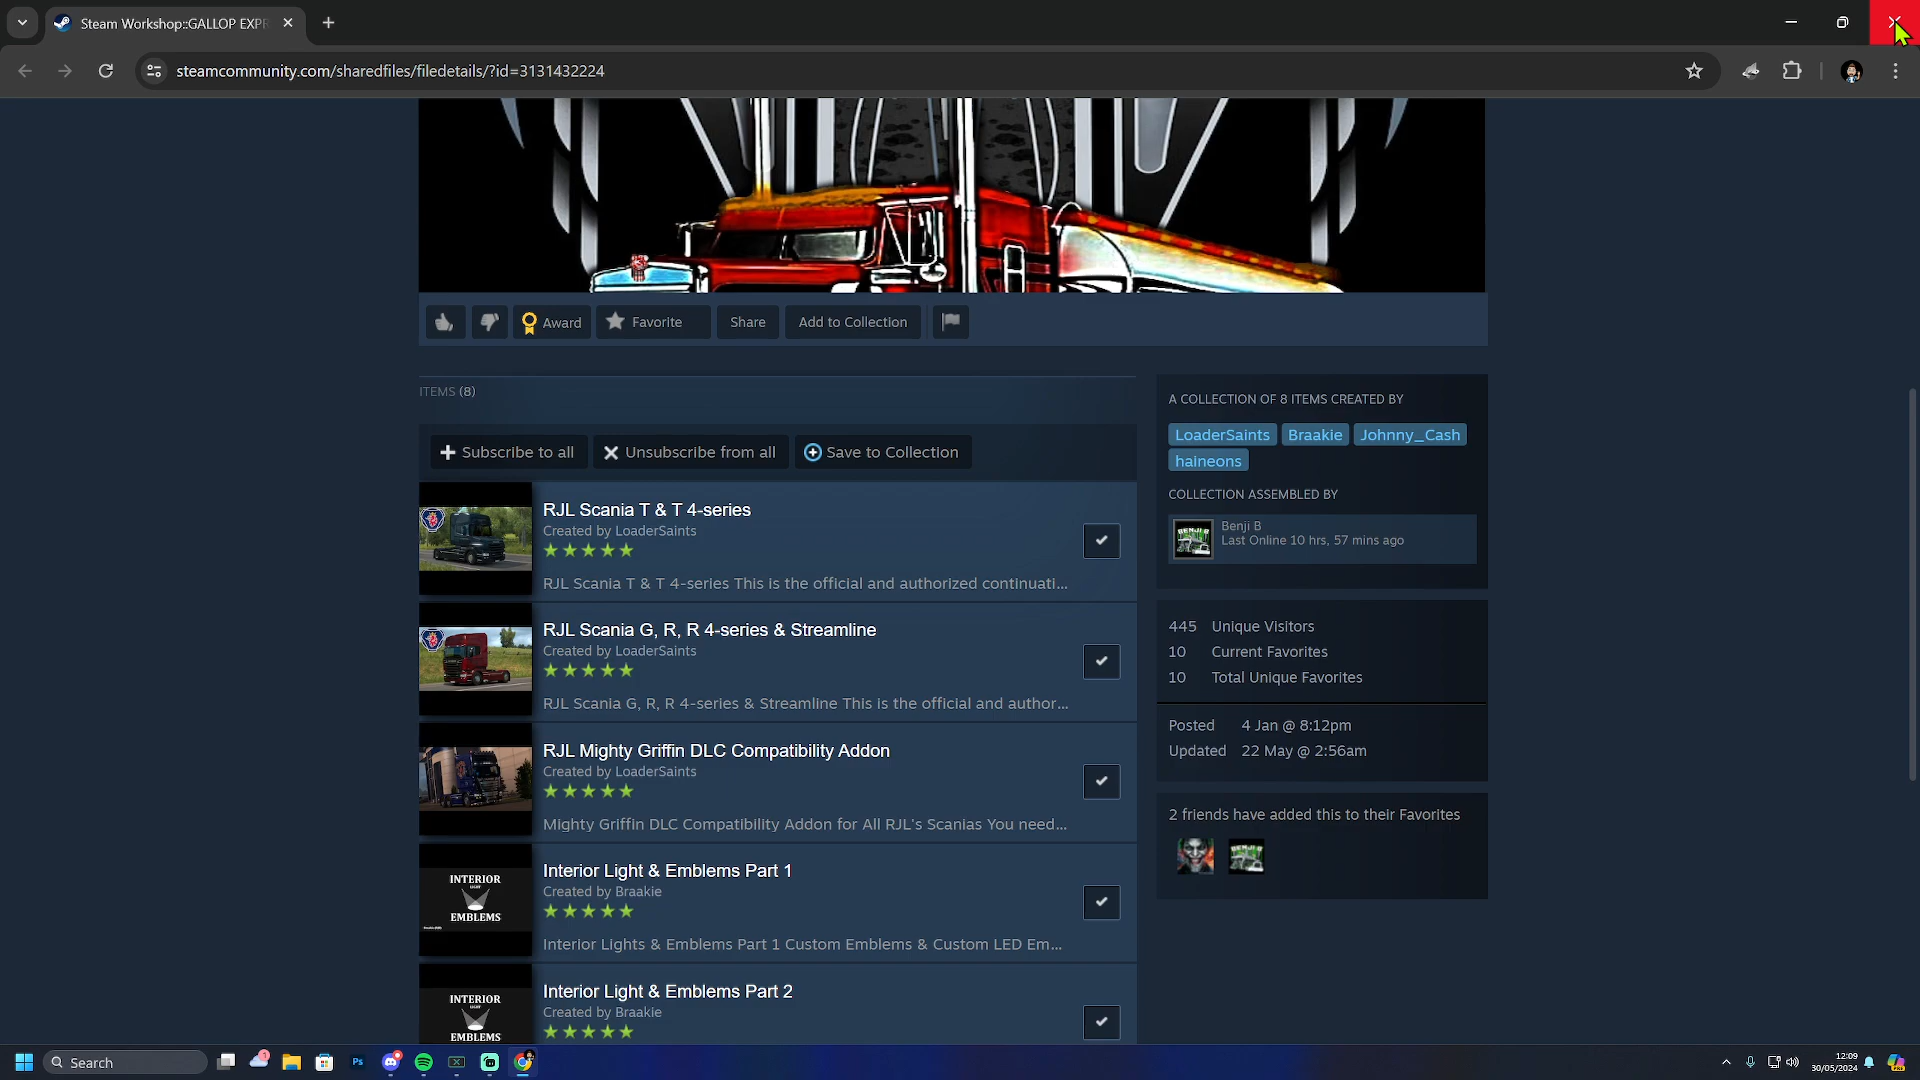 Steam Workshop::GALLOP EXPR
steamcommunity.com/sharedfiles/filedetails/?id=3131432224
Award
Favorite
Share
Add to Collection
ITEMS (8)
Subscribe to all
Unsubscribe from all
Save to Collection
RJL Scania T & T 4-series
Created by LoaderSaints
RJL Scania T & T 4-series This is the official and authorized continuati...
RJL Scania G, R, R 4-series & Streamline
Created by LoaderSaints
RJL Scania G, R, R 4-series & Streamline This is the official and author...
RJL Mighty Griffin DLC Compatibility Addon
Created by LoaderSaints
Mighty Griffin DLC Compatibility Addon for All RJL's Scanias You need...
INTERIOR
LIGHT
EMBLEMS
Interior Light & Emblems Part 1
Created by Braakie
Interior Lights & Emblems Part 1 Custom Emblems & Custom LED Em...
INTERIOR
LIGHT
EMBLEMS
Interior Light & Emblems Part 2
Created by Braakie
A COLLECTION OF 8 ITEMS CREATED BY
LoaderSaints Braakie Johnny_Cash
haineons
COLLECTION ASSEMBLED BY
BENJI B
Benji B
Last Online 10 hrs, 57 mins ago
445 Unique Visitors
10 Current Favorites
10 Total Unique Favorites
Posted 4 Jan @ 8:12pm
Updated 22 May @ 2:56am
2 friends have added this to their Favorites
BENJI B
Search
1
Ps
12:09
30/05/2024